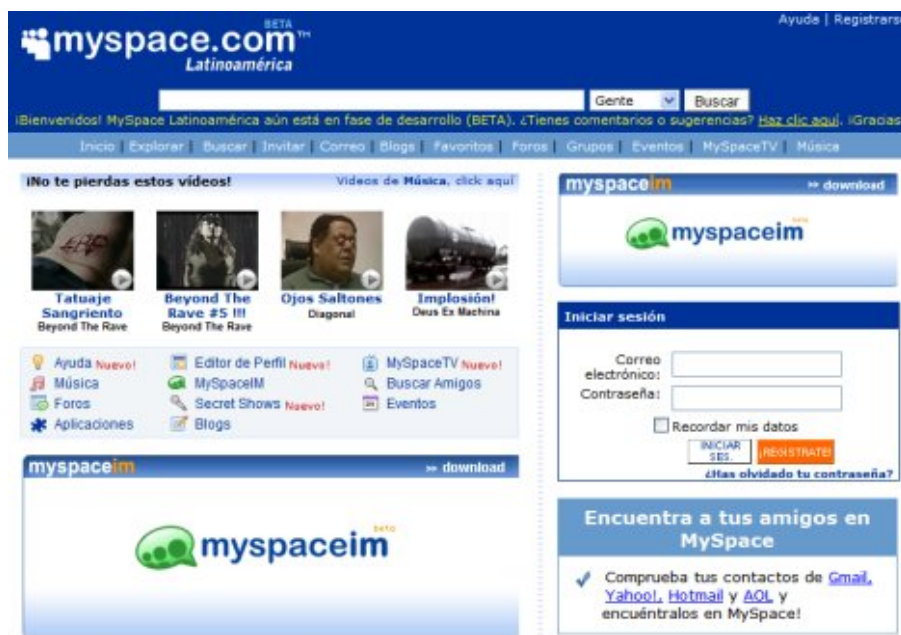 Ayuda | Registrars
BETA
myspace.com™
Latinoamérica
Gente
Buscar
¡Bienvenidos! MySpace Latinoamérica aún está en fase de desarrollo (BETA). ¿Tienes comentarios o sugerencias? Haz clic aquí. ¡Gracias
Inicio | Explorar | Buscar | Invitar | Correo | Blogs | Favoritos | Foros | Grupos | Eventos | MySpaceTV | Música
¡No te pierdas estos vídeos!
Videos de Música, click aquí
Tatuaje
Sangriento
Beyond The Rave
Beyond The
Rave #5 !!!
Beyond The Rave
Ojos Saltones
Diagonal
Implosión!
Deus Ex Machina
Ayuda Nuevo!
Editor de Perfil Nuevo!
MySpaceTV Nuevo!
Música
MySpaceIM
Buscar Amigos
Foros
Secret Shows Nuevo!
Eventos
Aplicaciones
Blogs
myspaceim
›› download
beta
myspaceim
myspaceim
›› download
beta
myspaceim
Iniciar sesión
Correo
electrónico:
Contraseña:
Recordar mis datos
INICIAR
SES.
¡REGISTRATE!
¿Has olvidado tu contraseña?
Encuentra a tus amigos en
MySpace
Comprueba tus contactos de Gmail,
Yahoo!, Hotmail y AOL y
encuéntralos en MySpace!